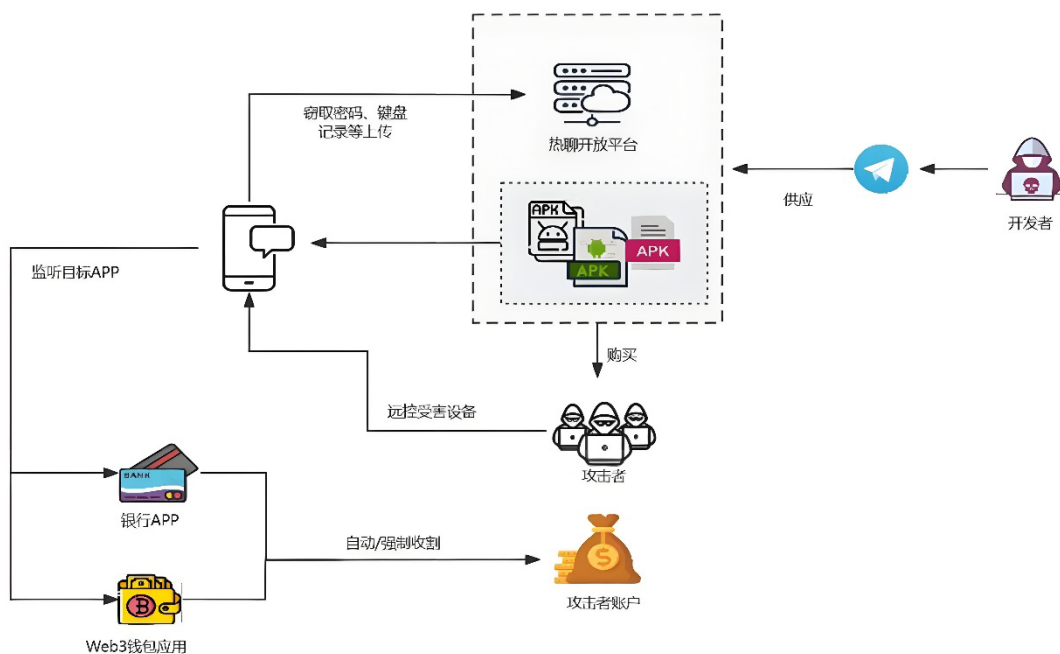 窃取密码、键盘
记录等上传
热聊开放平台
供应
开发者
APK
APK
APK
监听目标APP
购买
远控受害设备
攻击者
BANK
银行APP
自动/强制收割
$
攻击者账户
B
Web3钱包应用